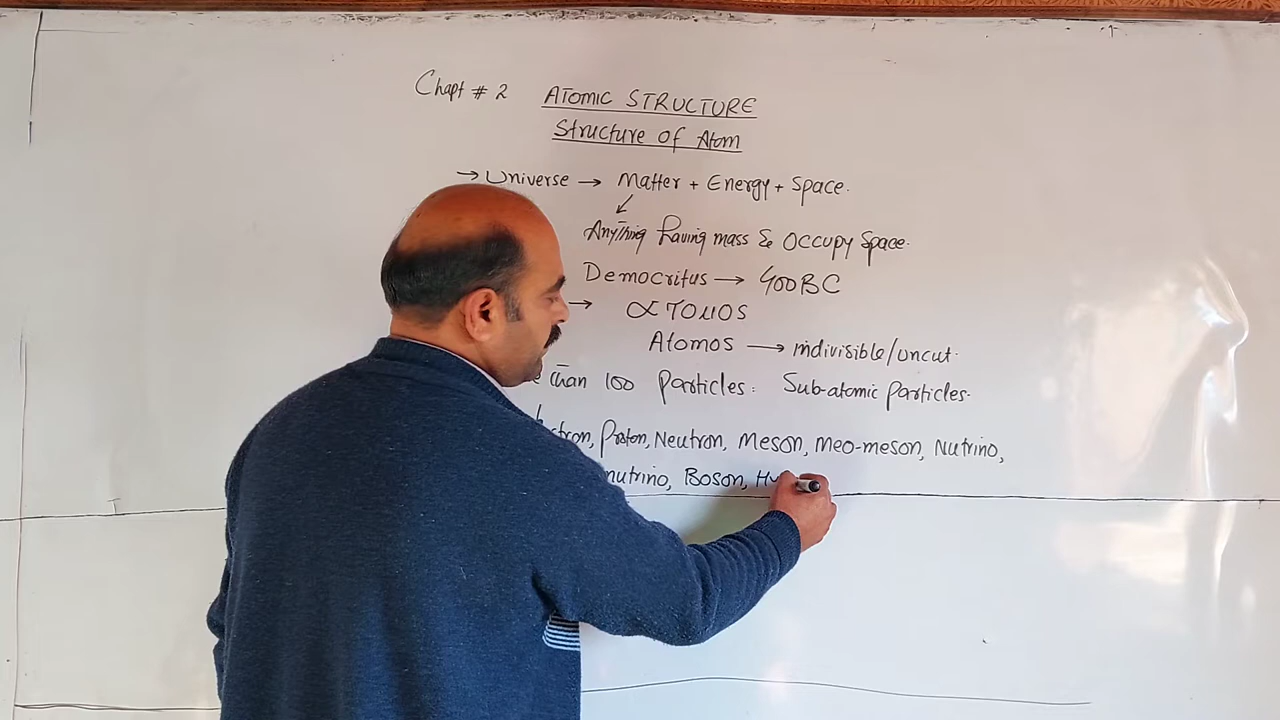 Chapt # 2 ATOMIC STRUCTURE
Structure of Atom
→ Universe → Matter + Energy + Space.
Anything having mass & Occupy Space.
Democritus → 400BC
→ ∝TOMOS
Atomos → indivisible/uncut.
than 100 Particles. Sub-atomic Particles.
Proton, Neutron, Meson, Meo-meson, Nutrino,
nutrino, Boson,